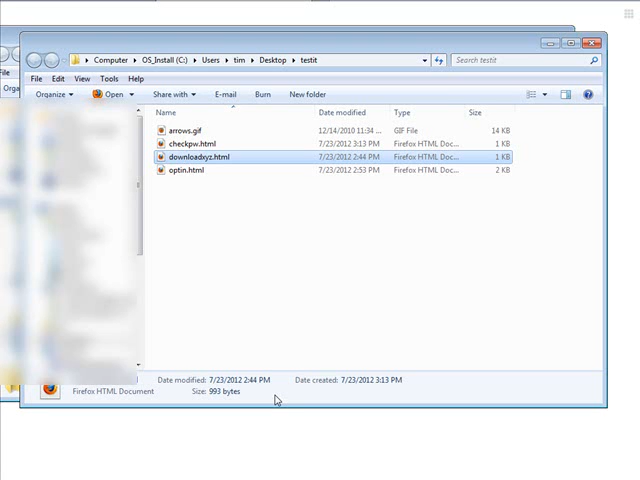 Computer ▸ OS_Install (C:) ▸ Users ▸ tim ▸ Desktop ▸ testit
Search testit
File
File Edit View Tools Help
Orga
Organize Open Share with E-mail Burn New folder
Name Date modified Type Size
arrows.gif 12/14/2010 11:34 ... GIF File 14 KB
checkpw.html 7/23/2012 3:13 PM Firefox HTML Doc... 1 KB
downloadxyz.html 7/23/2012 2:44 PM Firefox HTML Doc... 1 KB
optin.html 7/23/2012 2:53 PM Firefox HTML Doc... 2 KB
Date modified: 7/23/2012 2:44 PM Date created: 7/23/2012 3:13 PM
Firefox HTML Document Size: 993 bytes